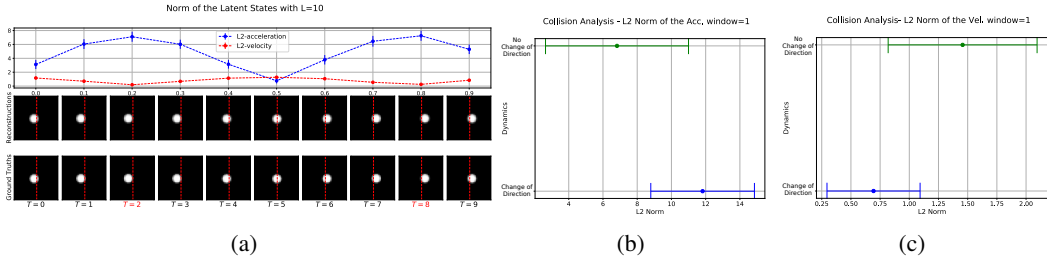 Norm of the Latent States with L=10
8
6
4
2
0
L2-acceleration
L2-velocity
0.0 0.1 0.2 0.3 0.4 0.5 0.6 0.7 0.8 0.9
Reconstructions
Ground Truths
T = 0 T = 1 T = 2 T = 3 T = 4 T = 5 T = 6 T = 7 T = 8 T = 9
(a)
Collision Analysis - L2 Norm of the Acc, window=1
No
Change of
Direction
Dynamics
Change of
Direction
4 6 8 10 12 14
L2 Norm
(b)
Collision Analysis- L2 Norm of the Vel. window=1
No
Change of
Direction
Dynamics
Change of
Direction
0.25 0.50 0.75 1.00 1.25 1.50 1.75 2.00
L2 Norm
(c)